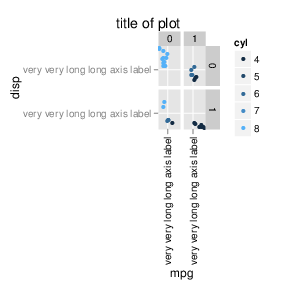 title of plot
0 1
cyl
4
5
6
7
8
0
1
disp
very very long long axis label
very very long long axis label
very very long long axis label
very very long long axis label
mpg